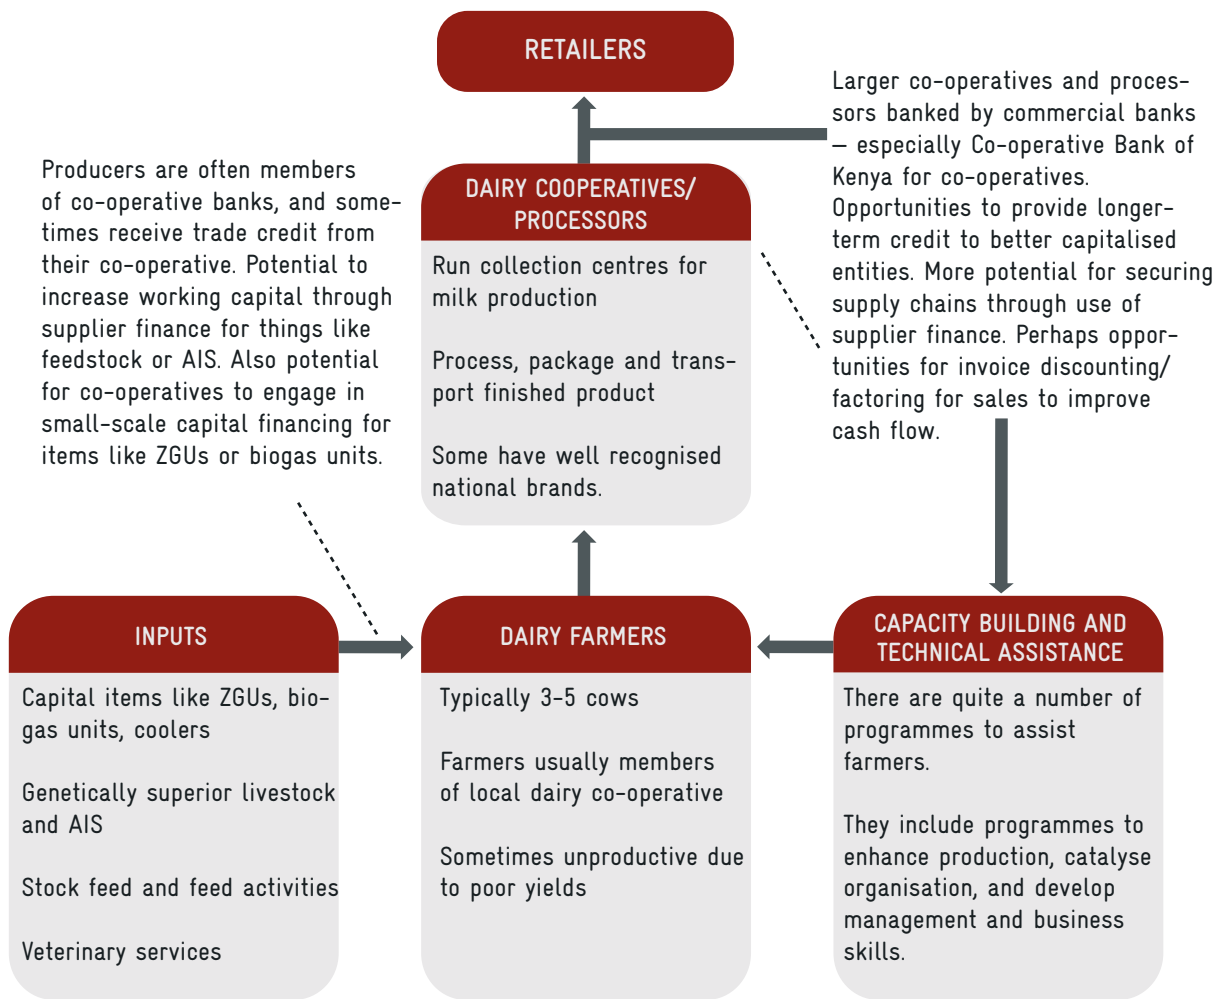 RETAILERS
Larger co-operatives and proces-
sors banked by commercial banks
– especially Co-operative Bank of
Kenya for co-operatives.
Opportunities to provide longer-
term credit to better capitalised
entities. More potential for securing
supply chains through use of
supplier finance. Perhaps oppor-
tunities for invoice discounting/
factoring for sales to improve
cash flow.
Producers are often members
of co-operative banks, and some-
times receive trade credit from
their co-operative. Potential to
increase working capital through
supplier finance for things like
feedstock or AIS. Also potential
for co-operatives to engage in
small-scale capital financing for
items like ZGUs or biogas units.
DAIRY COOPERATIVES/
PROCESSORS
Run collection centres for
milk production
Process, package and trans-
port finished product
Some have well recognised
national brands.
INPUTS
Capital items like ZGUs, bio-
gas units, coolers
Genetically superior livestock
and AIS
Stock feed and feed activities
Veterinary services
DAIRY FARMERS
Typically 3-5 cows
Farmers usually members
of local dairy co-operative
Sometimes unproductive due
to poor yields
CAPACITY BUILDING AND
TECHNICAL ASSISTANCE
There are quite a number of
programmes to assist
farmers.
They include programmes to
enhance production, catalyse
organisation, and develop
management and business
skills.